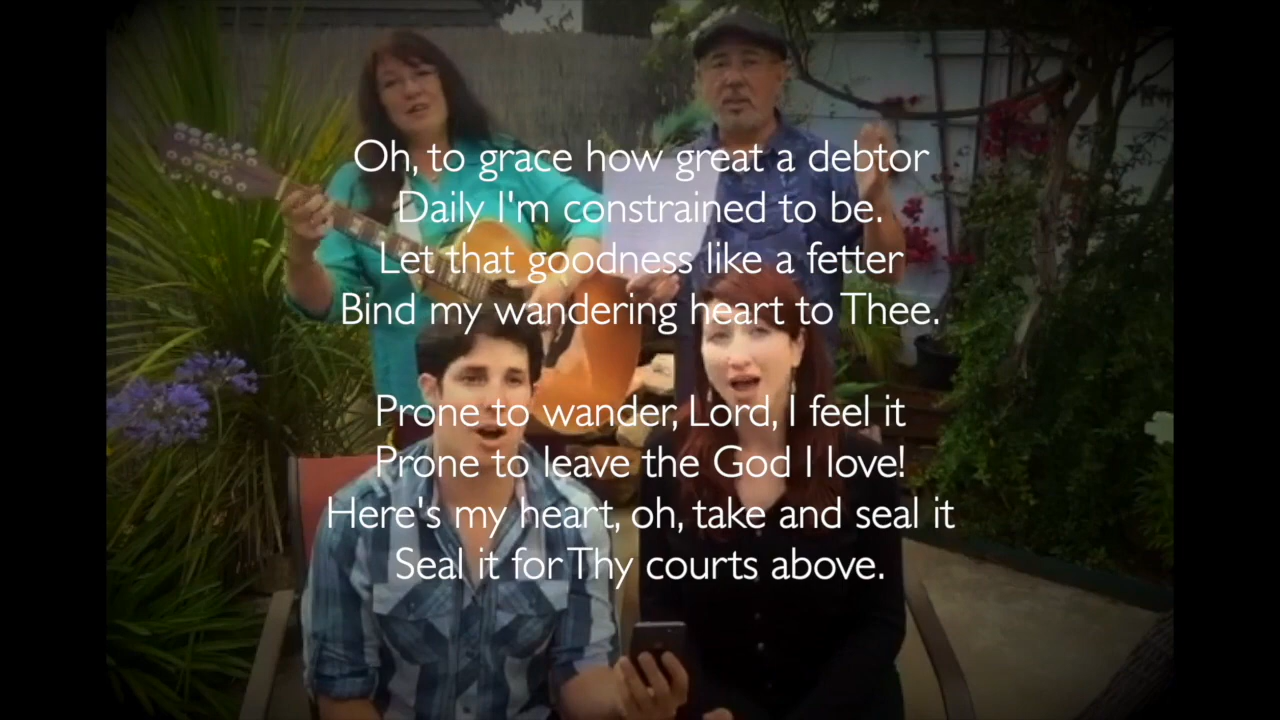 Oh, to grace how great a debtor
Daily I'm constrained to be.
Let that goodness like a fetter
Bind my wandering heart to Thee.
Prone to wander, Lord, I feel it
Prone to leave the God I love!
Here's my heart, oh, take and seal it
Seal it for Thy courts above.